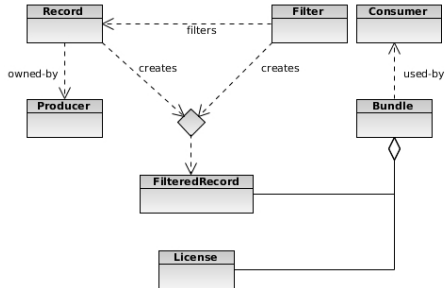 Record
Filter
Consumer
filters
creates
creates
owned-by
used-by
Producer
Bundle
FilteredRecord
License